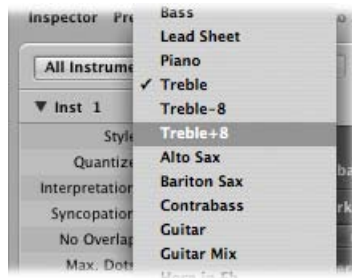 Inspector
Bass
Lead Sheet
Piano
All Instrume
✓ Treble
▼ Inst 1
Treble-8
Style
Treble+8
Quantize
Alto Sax
Interpretation
Bariton Sax
Syncopation
Contrabass
No Overlap
Guitar
Max. Dots
Guitar Mix